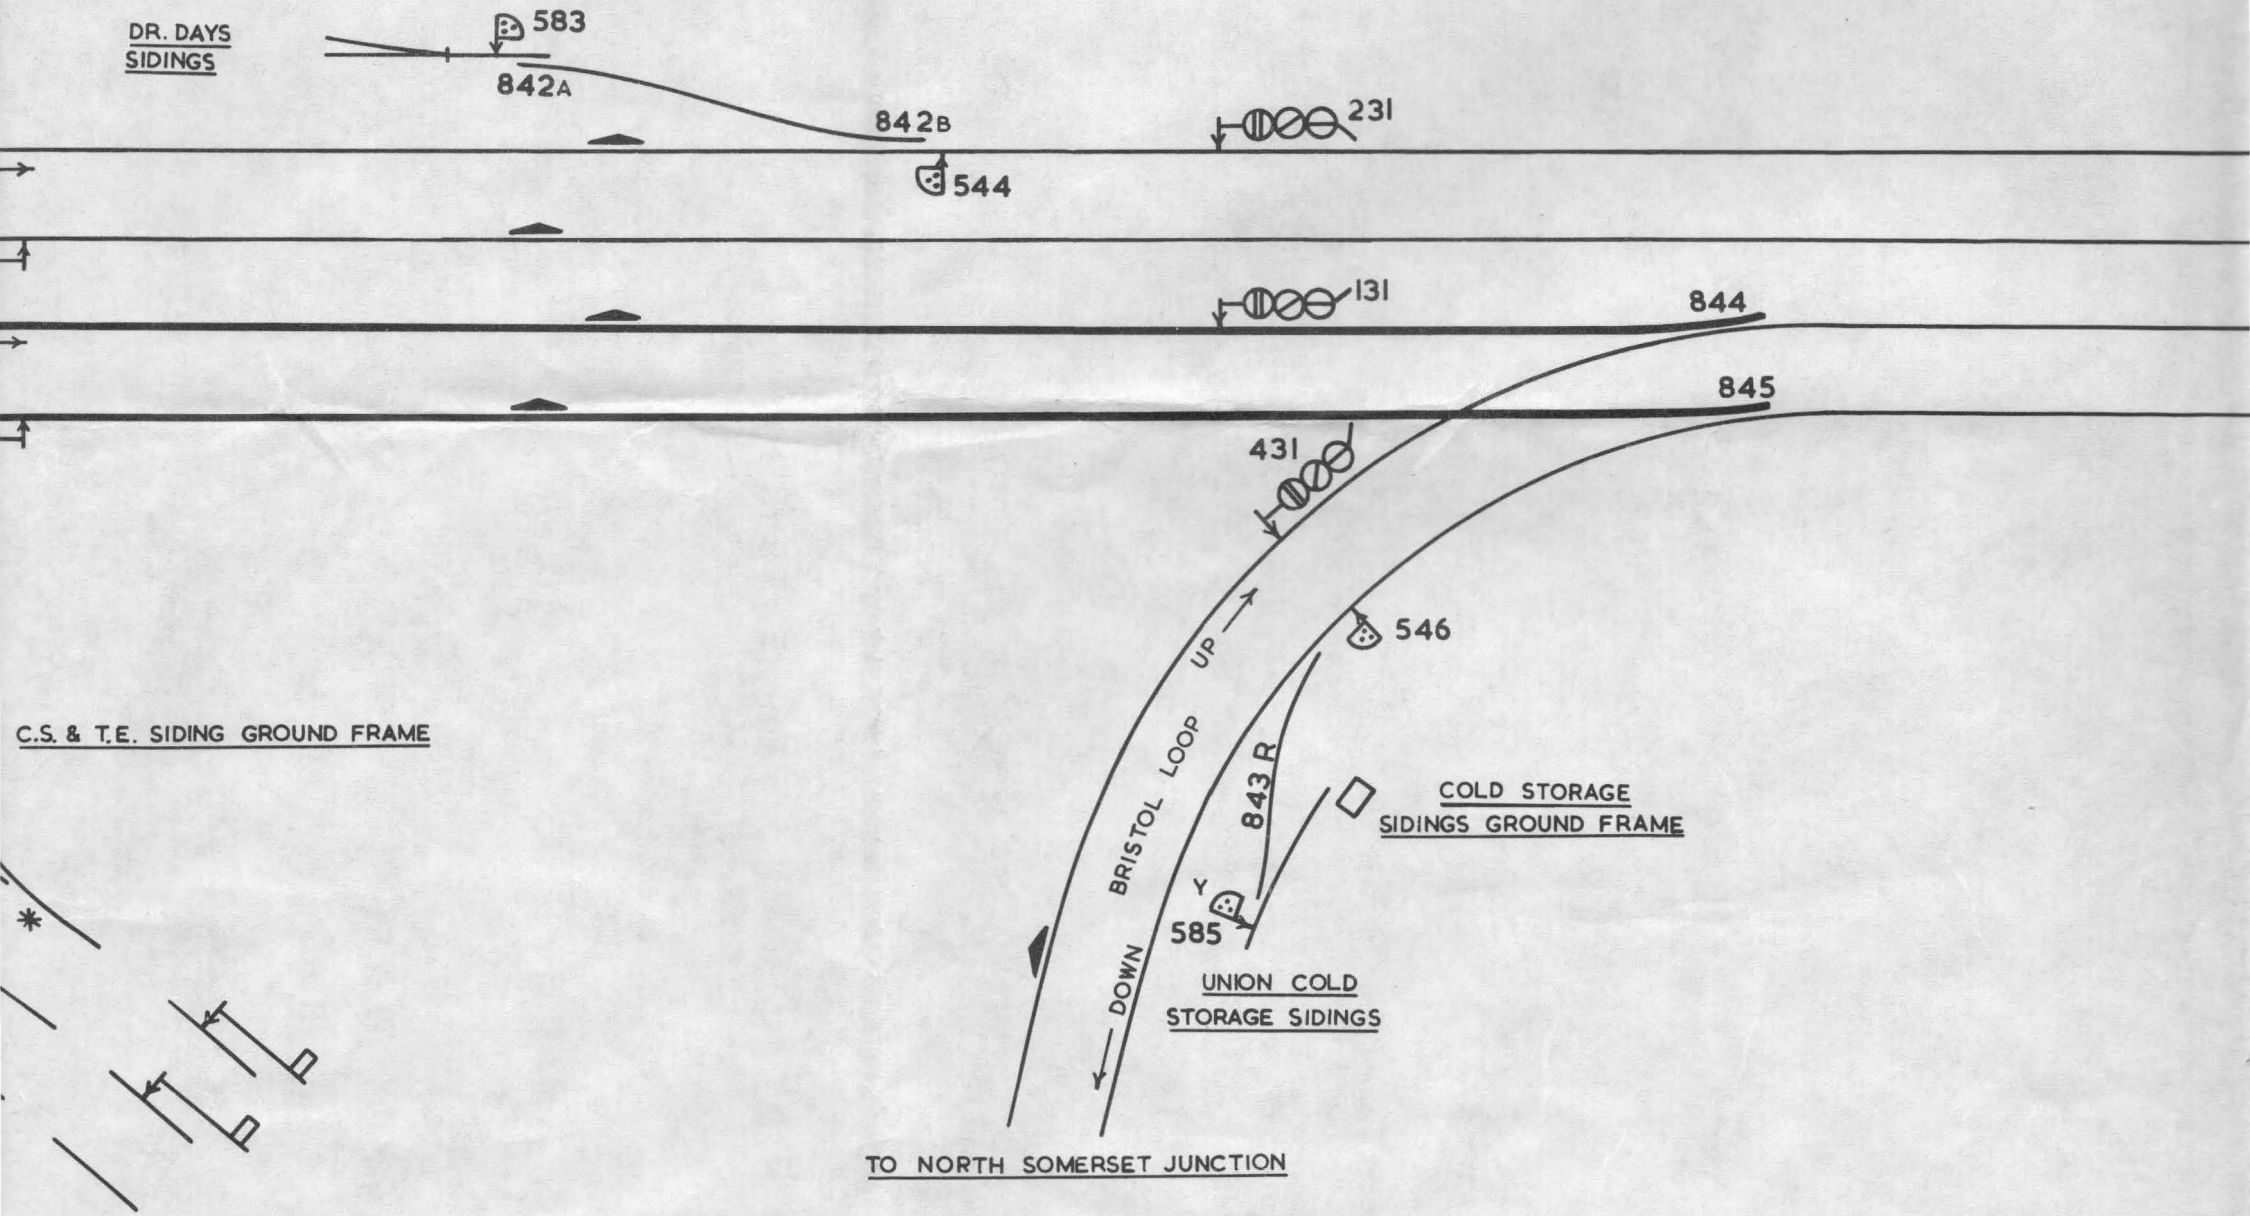 DR. DAYS
SIDINGS
583
842A
842B
544
231
131
844
845
431
546
UP
BRISTOL LOOP
DOWN
843 R
C.S. & T.E. SIDING GROUND FRAME
COLD STORAGE
SIDINGS GROUND FRAME
Y
585
UNION COLD
STORAGE SIDINGS
TO NORTH SOMERSET JUNCTION